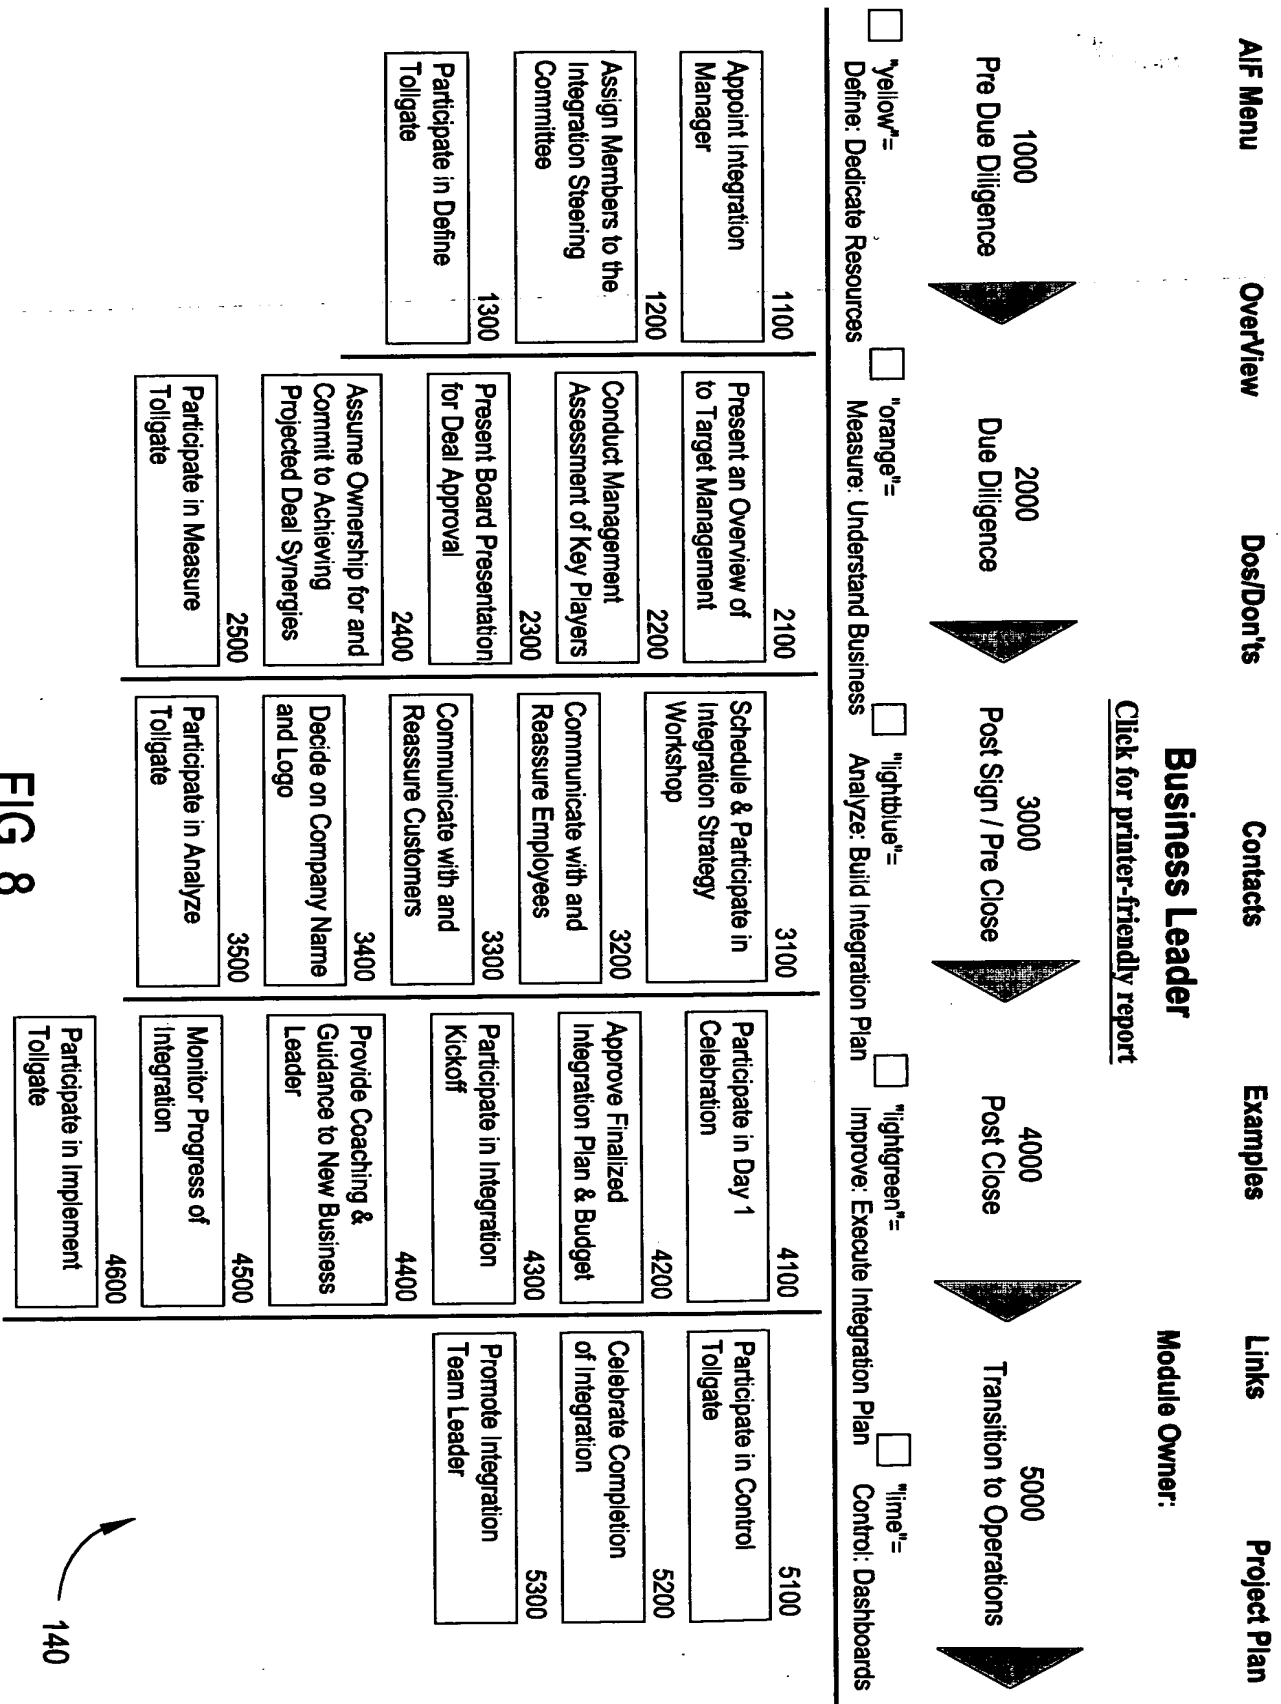 AIF Menu
OverView
Dos/Don'ts
Contacts
Examples
Links
Project Plan
Business Leader
Module Owner:
Click for printer-friendly report
1000
Pre Due Diligence
2000
Due Diligence
3000
Post Sign / Pre Close
4000
Post Close
5000
Transition to Operations
"yellow"=
Define: Dedicate Resources
"orange"=
Measure: Understand Business
"lightblue"=
Analyze: Build Integration Plan
"lightgreen"=
Improve: Execute Integration Plan
"lime"=
Control: Dashboards
1100
Appoint Integration
Manager
1200
Assign Members to the
Integration Steering
Committee
1300
Participate in Define
Tollgate
2100
Present an Overview of
to Target Management
2200
Conduct Management
Assessment of Key Players
2300
Present Board Presentation
for Deal Approval
2400
Assume Ownership for and
Commit to Achieving
Projected Deal Synergies
2500
Participate in Measure
Tollgate
3100
Schedule & Participate in
Integration Strategy
Workshop
3200
Communicate with and
Reassure Employees
3300
Communicate with and
Reassure Customers
3400
Decide on Company Name
and Logo
3500
Participate in Analyze
Tollgate
4100
Participate in Day 1
Celebration
4200
Approve Finalized
Integration Plan & Budget
4300
Participate in Integration
Kickoff
4400
Provide Coaching &
Guidance to New Business
Leader
4500
Monitor Progress of
Integration
4600
Participate in Implement
Tollgate
5100
Participate in Control
Tollgate
5200
Celebrate Completion
of Integration
5300
Promote Integration
Team Leader
140
FIG 8